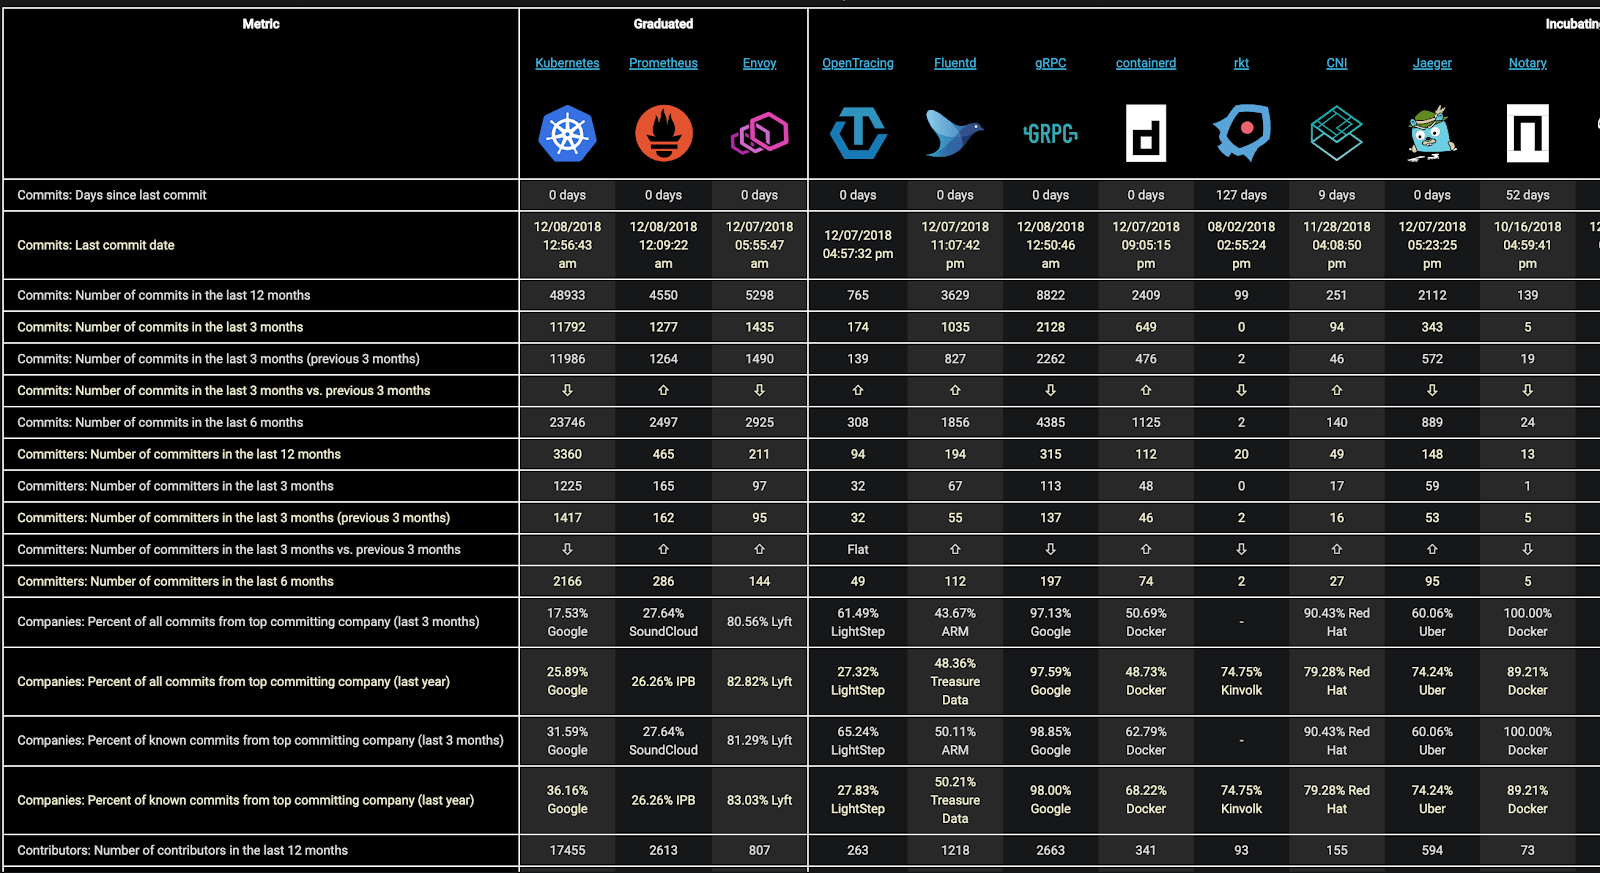 Metric Graduated Incubating
Kubernetes Prometheus Envoy OpenTracing Fluentd gRPC containerd rkt CNI Jaeger Notary
GRPC d n
Commits: Days since last commit 0 days 0 days 0 days 0 days 0 days 0 days 0 days 127 days 9 days 0 days 52 days
Commits: Last commit date 12/08/2018 12:56:43 am 12/08/2018 12:09:22 am 12/07/2018 05:55:47 am 12/07/2018 04:57:32 pm 12/07/2018 11:07:42 pm 12/08/2018 12:50:46 am 12/07/2018 09:05:15 pm 08/02/2018 02:55:24 pm 11/28/2018 04:08:50 pm 12/07/2018 05:23:25 pm 10/16/2018 04:59:41 pm
Commits: Number of commits in the last 12 months 48933 4550 5298 765 3629 8822 2409 99 251 2112 139
Commits: Number of commits in the last 3 months 11792 1277 1435 174 1035 2128 649 0 94 343 5
Commits: Number of commits in the last 3 months (previous 3 months) 11986 1264 1490 139 827 2262 476 2 46 572 19
Commits: Number of commits in the last 3 months vs. previous 3 months ⇩ ⇧ ⇩ ⇧ ⇧ ⇩ ⇧ ⇩ ⇧ ⇩ ⇩
Commits: Number of commits in the last 6 months 23746 2497 2925 308 1856 4385 1125 2 140 889 24
Committers: Number of committers in the last 12 months 3360 465 211 94 194 315 112 20 49 148 13
Committers: Number of committers in the last 3 months 1225 165 97 32 67 113 48 0 17 59 1
Committers: Number of committers in the last 3 months (previous 3 months) 1417 162 95 32 55 137 46 2 16 53 5
Committers: Number of committers in the last 3 months vs. previous 3 months ⇩ ⇧ ⇧ Flat ⇧ ⇩ ⇧ ⇩ ⇧ ⇧ ⇩
Committers: Number of committers in the last 6 months 2166 286 144 49 112 197 74 2 27 95 5
Companies: Percent of all commits from top committing company (last 3 months) 17.53% Google 27.64% SoundCloud 80.56% Lyft 61.49% LightStep 43.67% ARM 97.13% Google 50.69% Docker - 90.43% Red Hat 60.06% Uber 100.00% Docker
Companies: Percent of all commits from top committing company (last year) 25.89% Google 26.26% IPB 82.82% Lyft 27.32% LightStep 48.36% Treasure Data 97.59% Google 48.73% Docker 74.75% Kinvolk 79.28% Red Hat 74.24% Uber 89.21% Docker
Companies: Percent of known commits from top committing company (last 3 months) 31.59% Google 27.64% SoundCloud 81.29% Lyft 65.24% LightStep 50.11% ARM 98.85% Google 62.79% Docker - 90.43% Red Hat 60.06% Uber 100.00% Docker
Companies: Percent of known commits from top committing company (last year) 36.16% Google 26.26% IPB 83.03% Lyft 27.83% LightStep 50.21% Treasure Data 98.00% Google 68.22% Docker 74.75% Kinvolk 79.28% Red Hat 74.24% Uber 89.21% Docker
Contributors: Number of contributors in the last 12 months 17455 2613 807 263 1218 2663 341 93 155 594 73